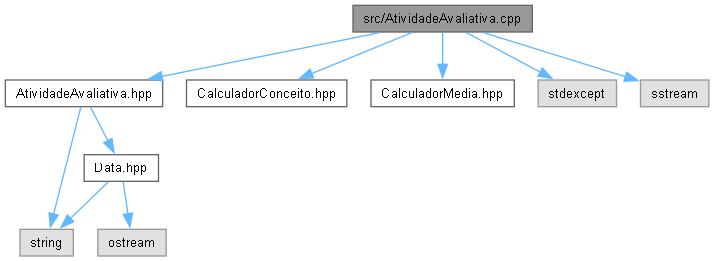 src/AtividadeAvaliativa.cpp
AtividadeAvaliativa.hpp
CalculadorConceito.hpp
CalculadorMedia.hpp
stdexcept
sstream
Data.hpp
string
ostream